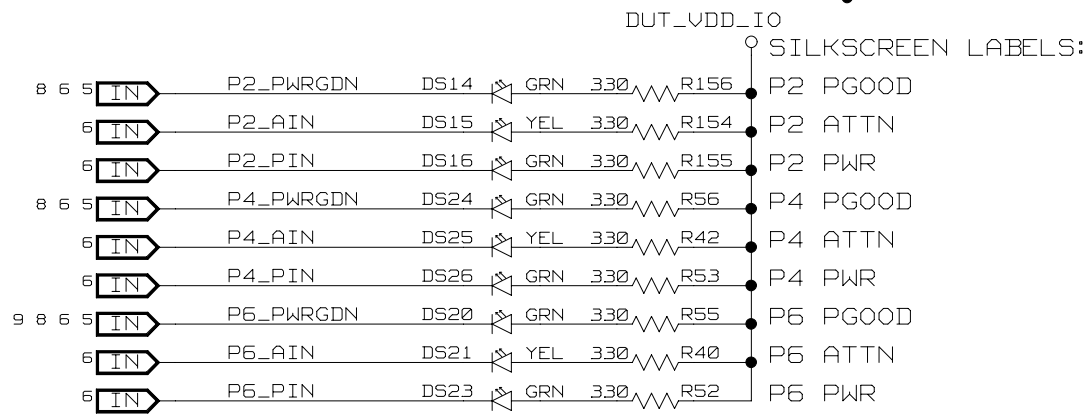 DUT_VDD_IO
SILKSCREEN LABELS:
8 6 5 IN P2_PWRGDN DS14 GRN 330 R156 P2 PGOOD
6 IN P2_AIN DS15 YEL 330 R154 P2 ATTN
6 IN P2_PIN DS16 GRN 330 R155 P2 PWR
8 6 5 IN P4_PWRGDN DS24 GRN 330 R56 P4 PGOOD
6 IN P4_AIN DS25 YEL 330 R42 P4 ATTN
6 IN P4_PIN DS26 GRN 330 R53 P4 PWR
9 8 6 5 IN P6_PWRGDN DS20 GRN 330 R55 P6 PGOOD
6 IN P6_AIN DS21 YEL 330 R40 P6 ATTN
6 IN P6_PIN DS23 GRN 330 R52 P6 PWR